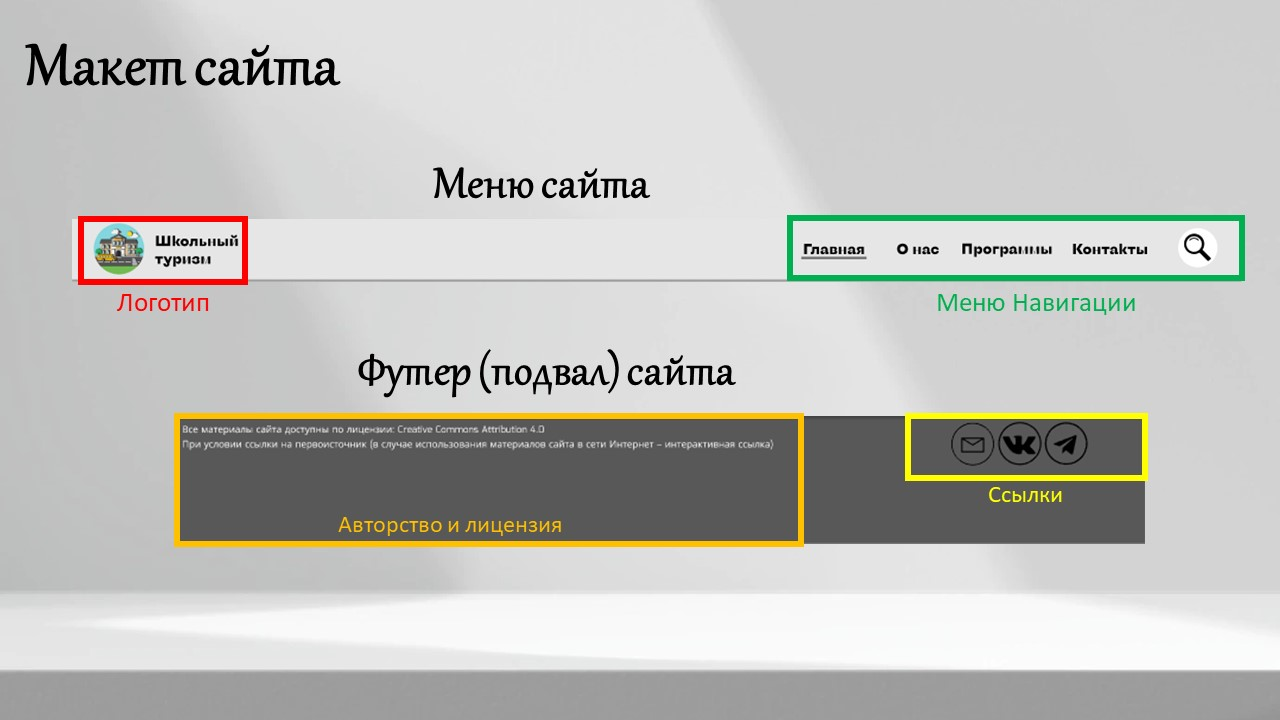 Макет сайта
Меню сайта
Школьный
туризм
Главная О нас Программы Контакты
Логотип
Меню Навигации
Футер (подвал) сайта
Все материалы сайта доступны по лицензии: Creative Commons Attribution 4.0
При условии ссылки на первоисточник (в случае использования материалов сайта в сети Интернет – интерактивная ссылка)
Ссылки
Авторство и лицензия